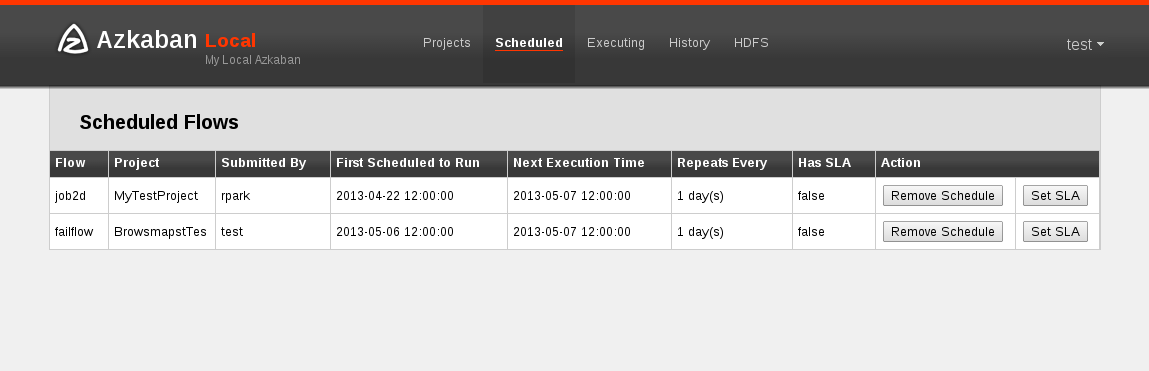 Azkaban Local
My Local Azkaban
Projects Scheduled Executing History HDFS
test
Scheduled Flows
Flow Project Submitted By First Scheduled to Run Next Execution Time Repeats Every Has SLA Action
job2d MyTestProject rpark 2013-04-22 12:00:00 2013-05-07 12:00:00 1 day(s) false Remove Schedule Set SLA
failflow BrowsmapstTes test 2013-05-06 12:00:00 2013-05-07 12:00:00 1 day(s) false Remove Schedule Set SLA